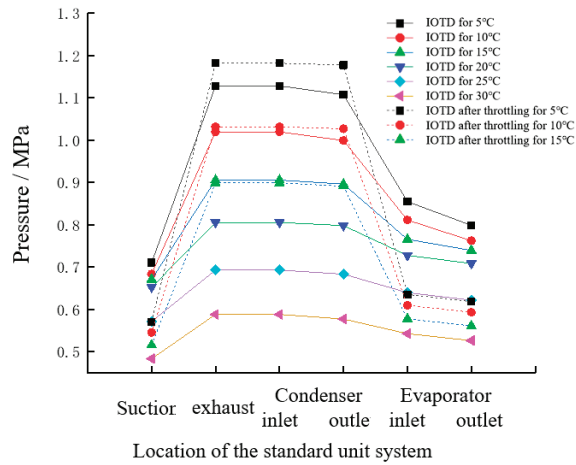 1.3
1.2
1.1
1.0
0.9
0.8
0.7
0.6
0.5
Pressure / MPa
IOTD for 5℃
IOTD for 10℃
IOTD for 15℃
IOTD for 20℃
IOTD for 25℃
IOTD for 30℃
IOTD after throttling for 5℃
IOTD after throttling for 10℃
IOTD after throttling for 15℃
Suctior exhaust Condenser Evaporator
inlet outle inlet outlet
Location of the standard unit system